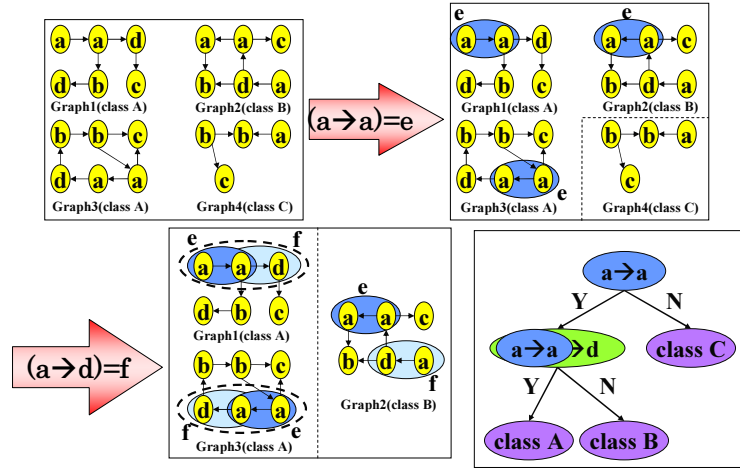 a a d
d b c
Graph1(class A)
a a c
b d a
Graph2(class B)
b b c
d a a
Graph3(class A)
b b a
c
Graph4(class C)
(a→a)=e
e
a a d
d b c
Graph1(class A)
e
a a c
b d a
Graph2(class B)
b b c
d a a
e
Graph3(class A)
b b a
c
Graph4(class C)
(a→d)=f
e f
a a d
d b c
Graph1(class A)
b b c
d a a
f e
Graph3(class A)
e
a a c
b d a
f
Graph2(class B)
a→a
Y N
a→a→d class C
Y N
class A class B